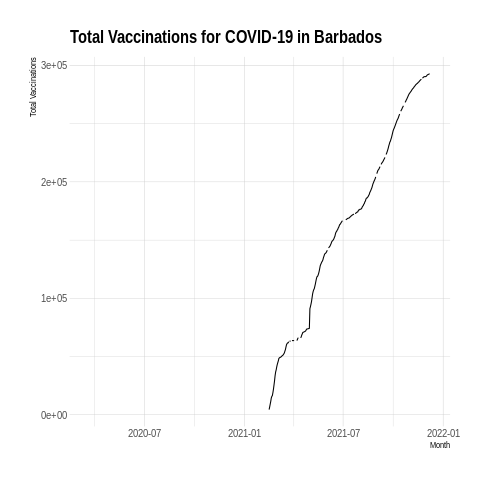 Total Vaccinations for COVID-19 in Barbados
Total Vaccinations
3e+05
2e+05
1e+05
0e+00
2020-07 2021-01 2021-07 2022-01
Month